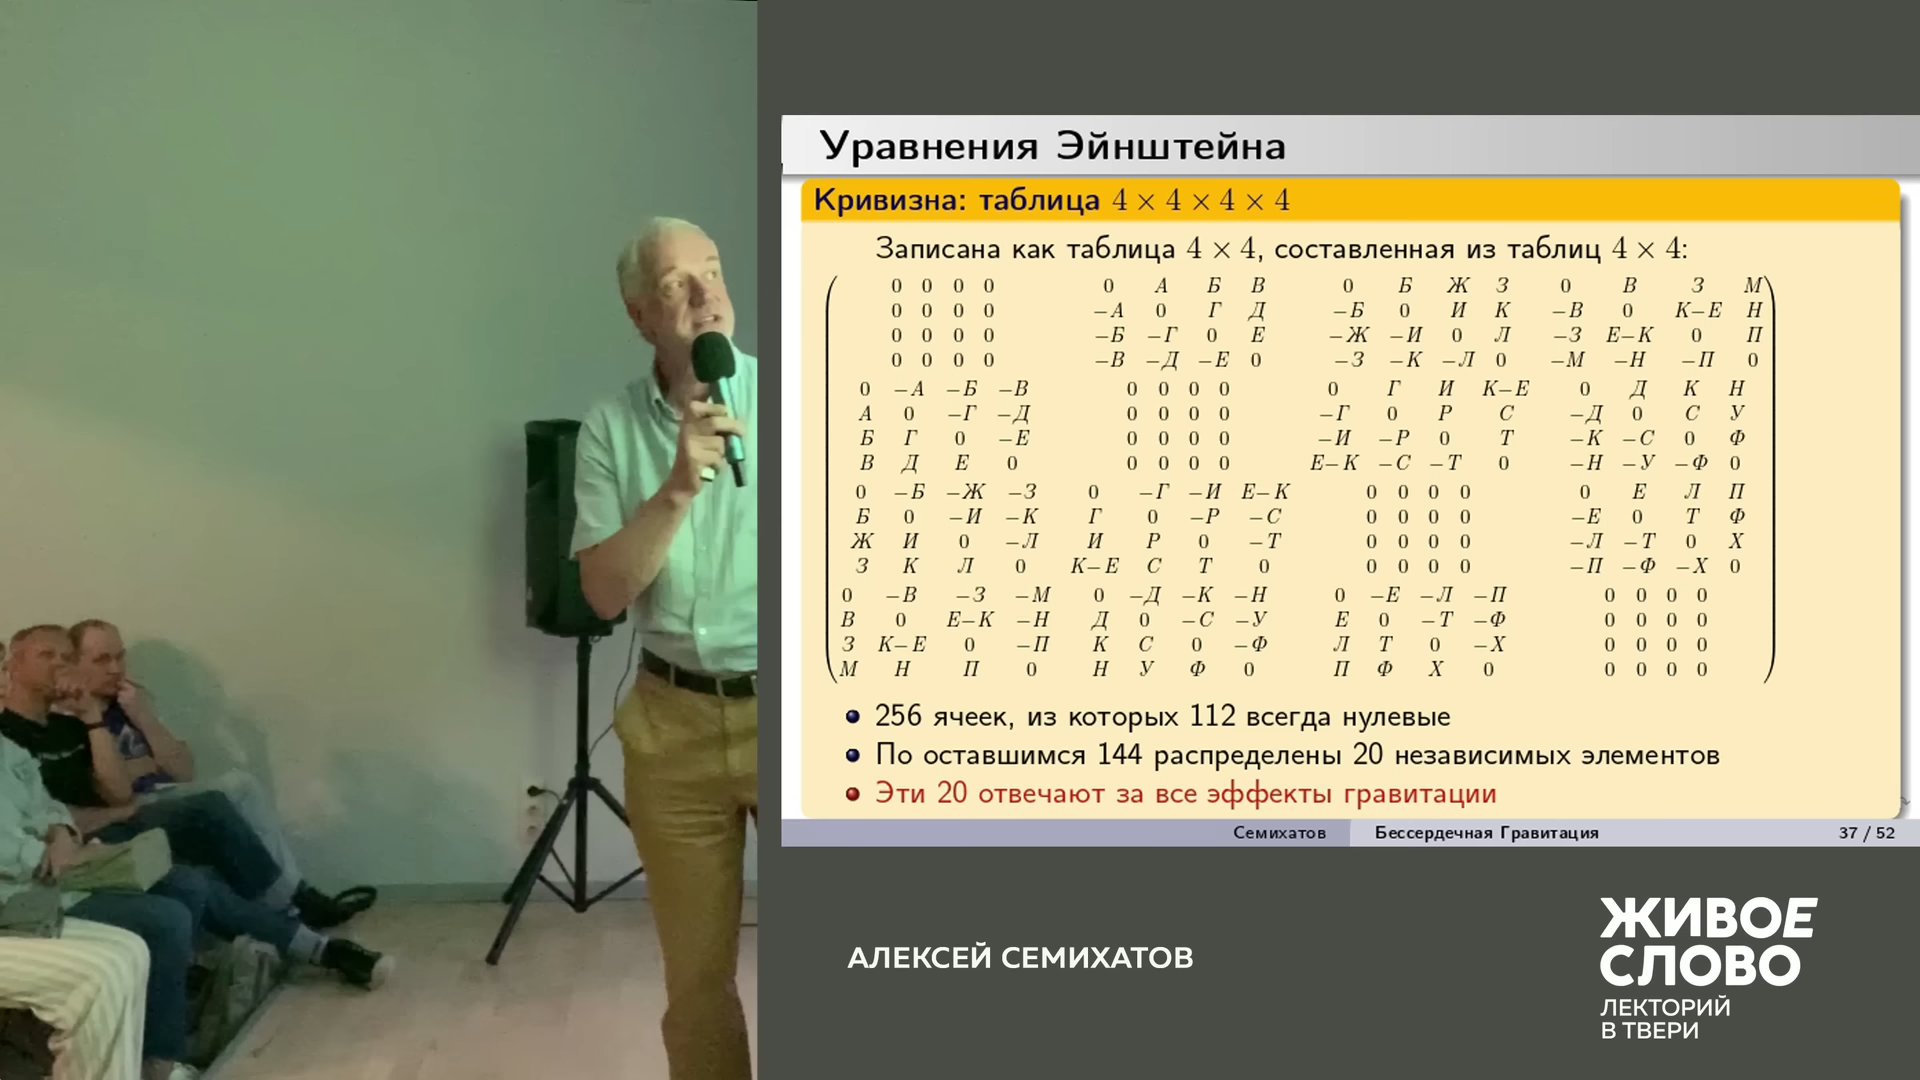 Уравнения Эйнштейна
Кривизна: таблица 4 × 4 × 4 × 4
Записана как таблица 4 × 4, составленная из таблиц 4 × 4:
0 0 0 0 0 А Б В 0 Б Ж З 0 В З М
0 0 0 0 −А 0 Г Д −Б 0 И К −В 0 К−Е Н
0 0 0 0 −Б −Г 0 Е −Ж −И 0 Л −З Е−К 0 П
0 0 0 0 −В −Д −Е 0 −З −К −Л 0 −М −Н −П 0
0 −А −Б −В 0 0 0 0 0 Г И К−Е 0 Д К Н
А 0 −Г −Д 0 0 0 0 −Г 0 Р С −Д 0 С У
Б Г 0 −Е 0 0 0 0 −И −Р 0 Т −К −С 0 Ф
В Д Е 0 0 0 0 0 Е−К −С −Т 0 −Н −У −Ф 0
0 −Б −Ж −З 0 −Г −И Е−К 0 0 0 0 0 Е Л П
Б 0 −И −К Г 0 −Р −С 0 0 0 0 −Е 0 Т Ф
Ж И 0 −Л И Р 0 −Т 0 0 0 0 −Л −Т 0 Х
З К Л 0 К−Е С Т 0 0 0 0 0 −П −Ф −Х 0
0 −В −З −М 0 −Д −К −Н 0 −Е −Л −П 0 0 0 0
В 0 Е−К −Н Д 0 −С −У Е 0 −Т −Ф 0 0 0 0
З К−Е 0 −П К С 0 −Ф Л Т 0 −Х 0 0 0 0
М Н П 0 Н У Ф 0 П Ф Х 0 0 0 0 0
256 ячеек, из которых 112 всегда нулевые
По оставшимся 144 распределены 20 независимых элементов
Эти 20 отвечают за все эффекты гравитации
Семихатов Бессердечная Гравитация 37 / 52
АЛЕКСЕЙ СЕМИХАТОВ
ЖИВОЕ
СЛОВО
ЛЕКТОРИЙ
В ТВЕРИ